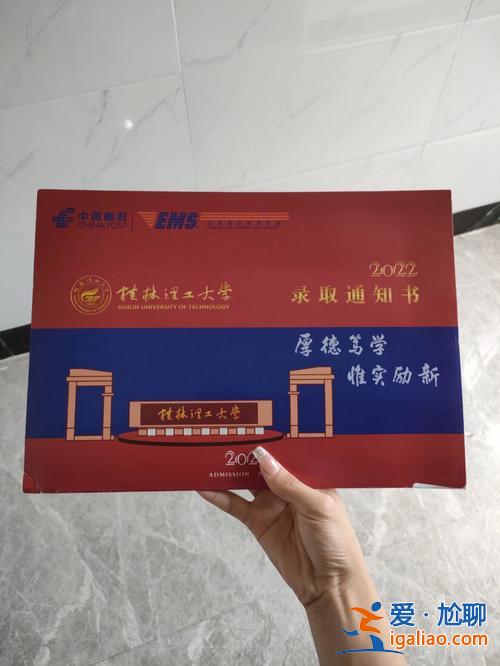 中国邮政
CHINA POST
EMS
2022
桂林理工大学
GUILIN UNIVERSITY OF TECHNOLOGY
录取通知书
厚德笃学
惟实励新
桂林理工大学
202
ADMISSION
爱·尬聊
igaliao.com